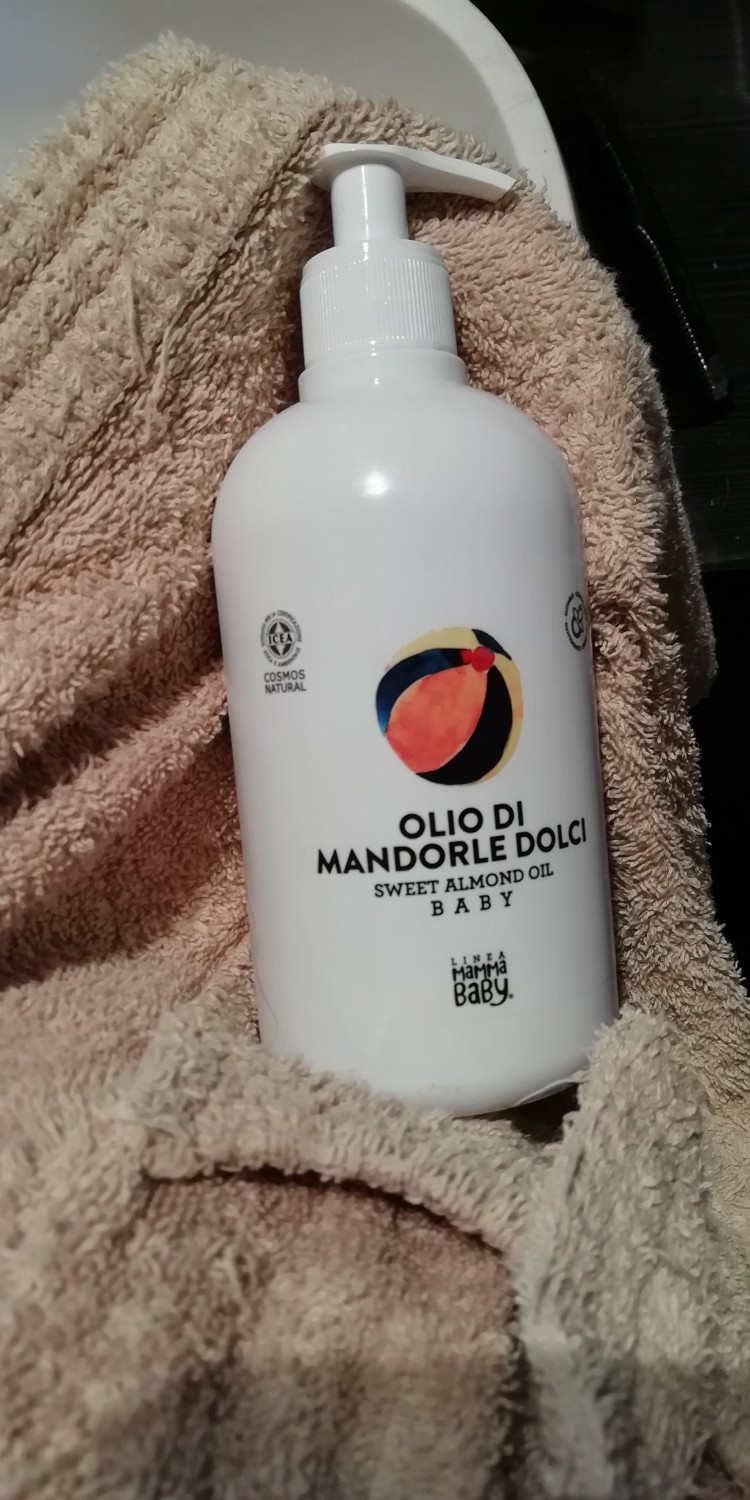 ICEA
COSMOS
NATURAL
OLIO DI
MANDORLE DOLCI
SWEET ALMOND OIL
BABY
LINEA
MAMMA
BABY®